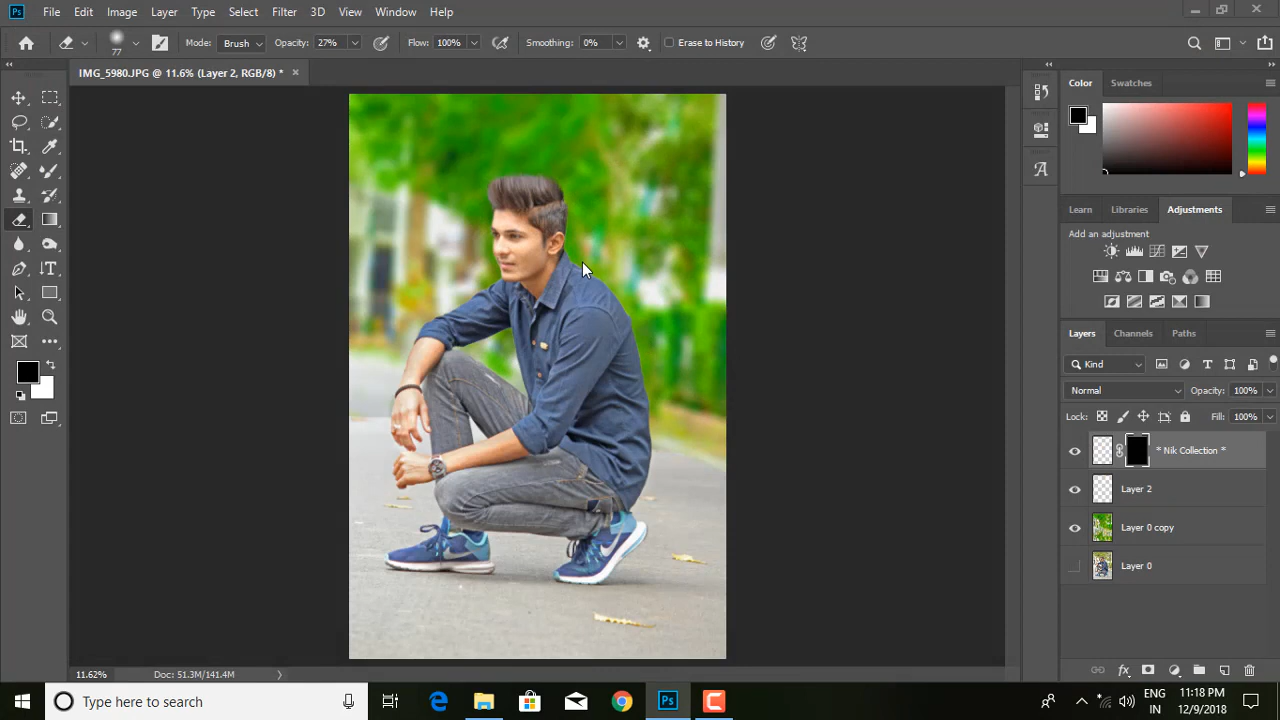 Ps File Edit Image Layer Type Select Filter 3D View Window Help
77 Mode: Brush Opacity: 27% Flow: 100% Smoothing: 0% Erase to History
IMG_5980.JPG @ 11.6% (Layer 2, RGB/8) *
Color Swatches
Learn Libraries Adjustments
Add an adjustment
Layers Channels Paths
Kind
Normal Opacity: 100%
Lock: Fill: 100%
* Nik Collection *
Layer 2
Layer 0 copy
Layer 0
11.62% Doc: 51.3M/141.4M
Type here to search
Ps
ENG
IN
11:18 PM
12/9/2018